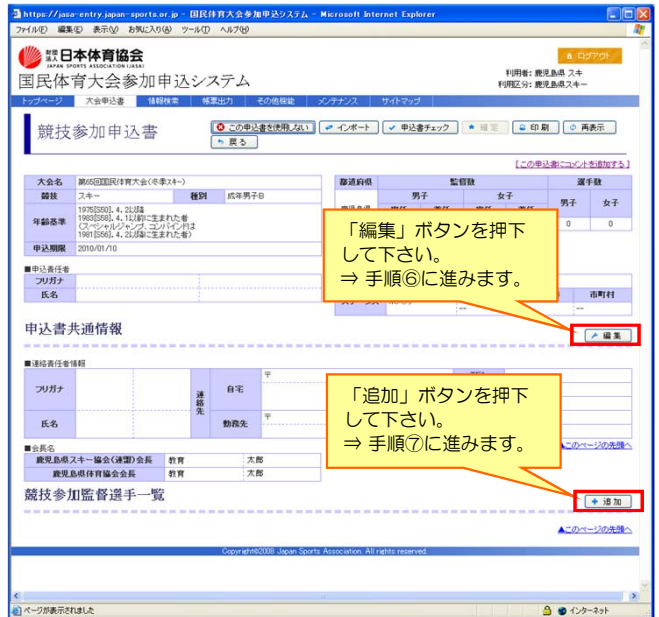 https://jasa-entry.japan-sports.or.jp - 国民体育大会参加申込システム - Microsoft Internet Explorer
ファイル(F) 編集(E) 表示(V) お気に入り(A) ツール(T) ヘルプ(H)
財団法人 日本体育協会
JAPAN SPORTS ASSOCIATION (JASA)
ログアウト
国民体育大会参加申込システム
利用者: 鹿児島県 スキー
利用区分: 鹿児島県スキー
トップページ 大会申込書 情報検索 帳票出力 その他機能 メンテナンス サイトマップ
競技参加申込書
この申込書を使用しない インポート 申込書チェック 確定 印刷 再表示
戻る
[この申込書にコメントを追加する]
大会名 第65回国民体育大会(冬季スキー)
競技 スキー 種別 成年男子B
年齢基準
1975[S50].4.2以降
1983[S58].4.1以前に生まれた者
(スペシャルジャンプ、コンバインドは
1981[S56].4.2以降に生まれた者)
申込期限 2010/01/10
都道府県 監督数 選手数
男子 女子 男子 女子
0 0
「編集」ボタンを押下
して下さい。
⇒ 手順⑥に進みます。
■申込責任者
フリガナ
氏名
市町村
--
--
申込書共通情報
編集
■連絡責任者情報
フリガナ
氏名
連絡先
自宅 〒
勤務先 〒
「追加」ボタンを押下
して下さい。
⇒ 手順⑦に進みます。
▲このページの先頭へ
■会長名
鹿児島県スキー協会(連盟)会長 教育 太郎
鹿児島県体育協会会長 教育 太郎
競技参加監督選手一覧
追加
▲このページの先頭へ
Copyright©2008 Japan Sports Association. All rights reserved.
ページが表示されました
インターネット